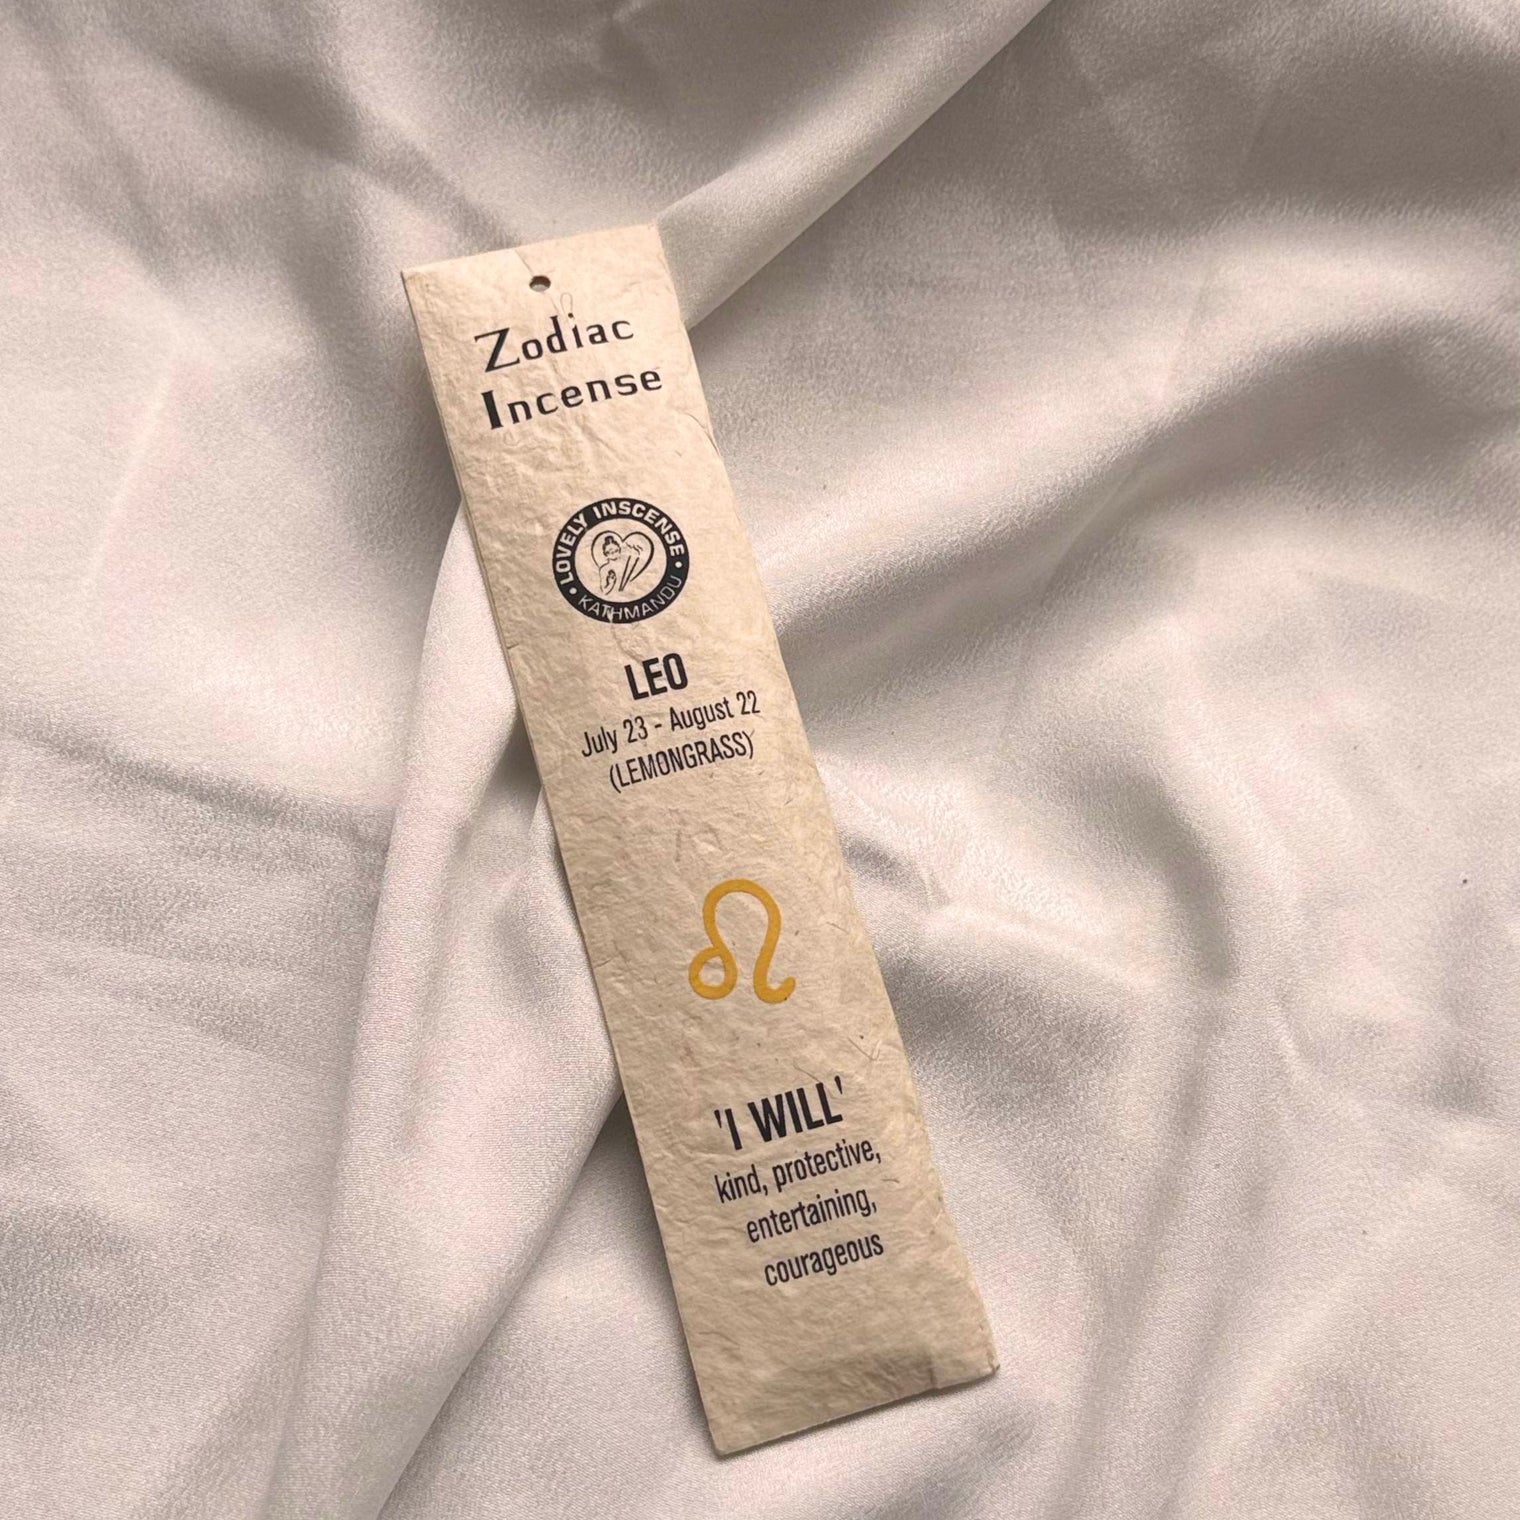 Zodiac
Incense
• LOVELY INSCENSE •
KATHMANDU
LEO
July 23 - August 22
(LEMONGRASS)
'I WILL'
kind, protective,
entertaining,
courageous